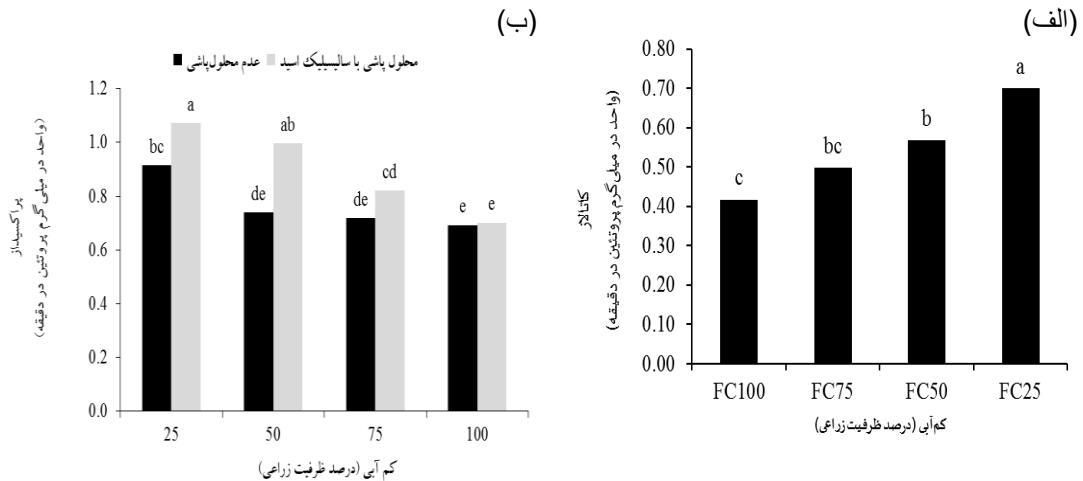 (الف)
0.80
0.70
0.60
0.50
0.40
0.30
0.20
0.10
0.00
کاتالاز
(واحد در میلی‌گرم پروتئین در دقیقه)
c
bc
b
a
FC100 FC75 FC50 FC25
کم‌آبی (درصد ظرفیت زراعی)
(ب)
عدم محلول‌پاشی
محلول پاشی با سالیسیلیک اسید
1.2
1.0
0.8
0.6
0.4
0.2
0.0
پراکسیداز
(واحد در میلی گرم پروتئین در دقیقه)
bc a
de ab
de cd
e e
25 50 75 100
کم آبی (درصد ظرفیت زراعی)